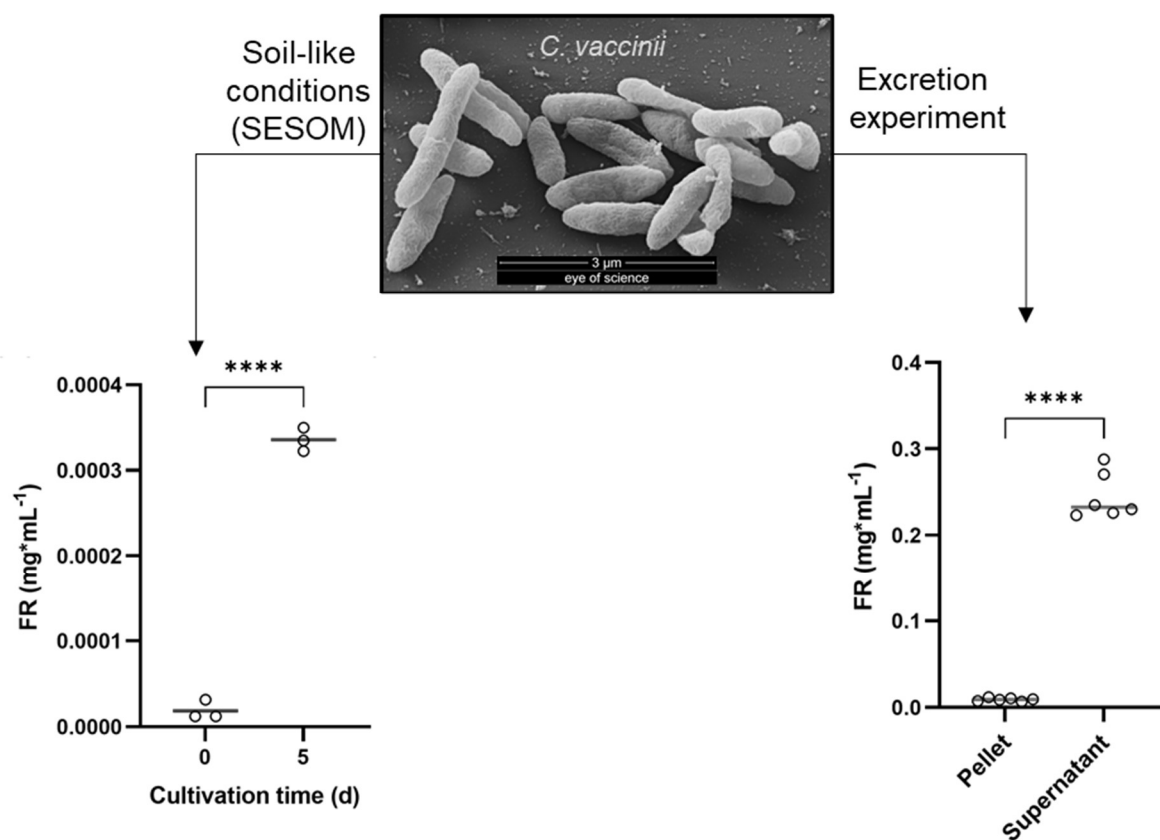 Soil-like
conditions
(SESOM)
C. vaccinii
Excretion
experiment
3 µm
eye of science
****
0.0004
0.0003
0.0002
0.0001
0.0000
FR (mg*mL⁻¹)
0 5
Cultivation time (d)
****
0.4
0.3
0.2
0.1
0.0
FR (mg*mL⁻¹)
Pellet
Supernatant